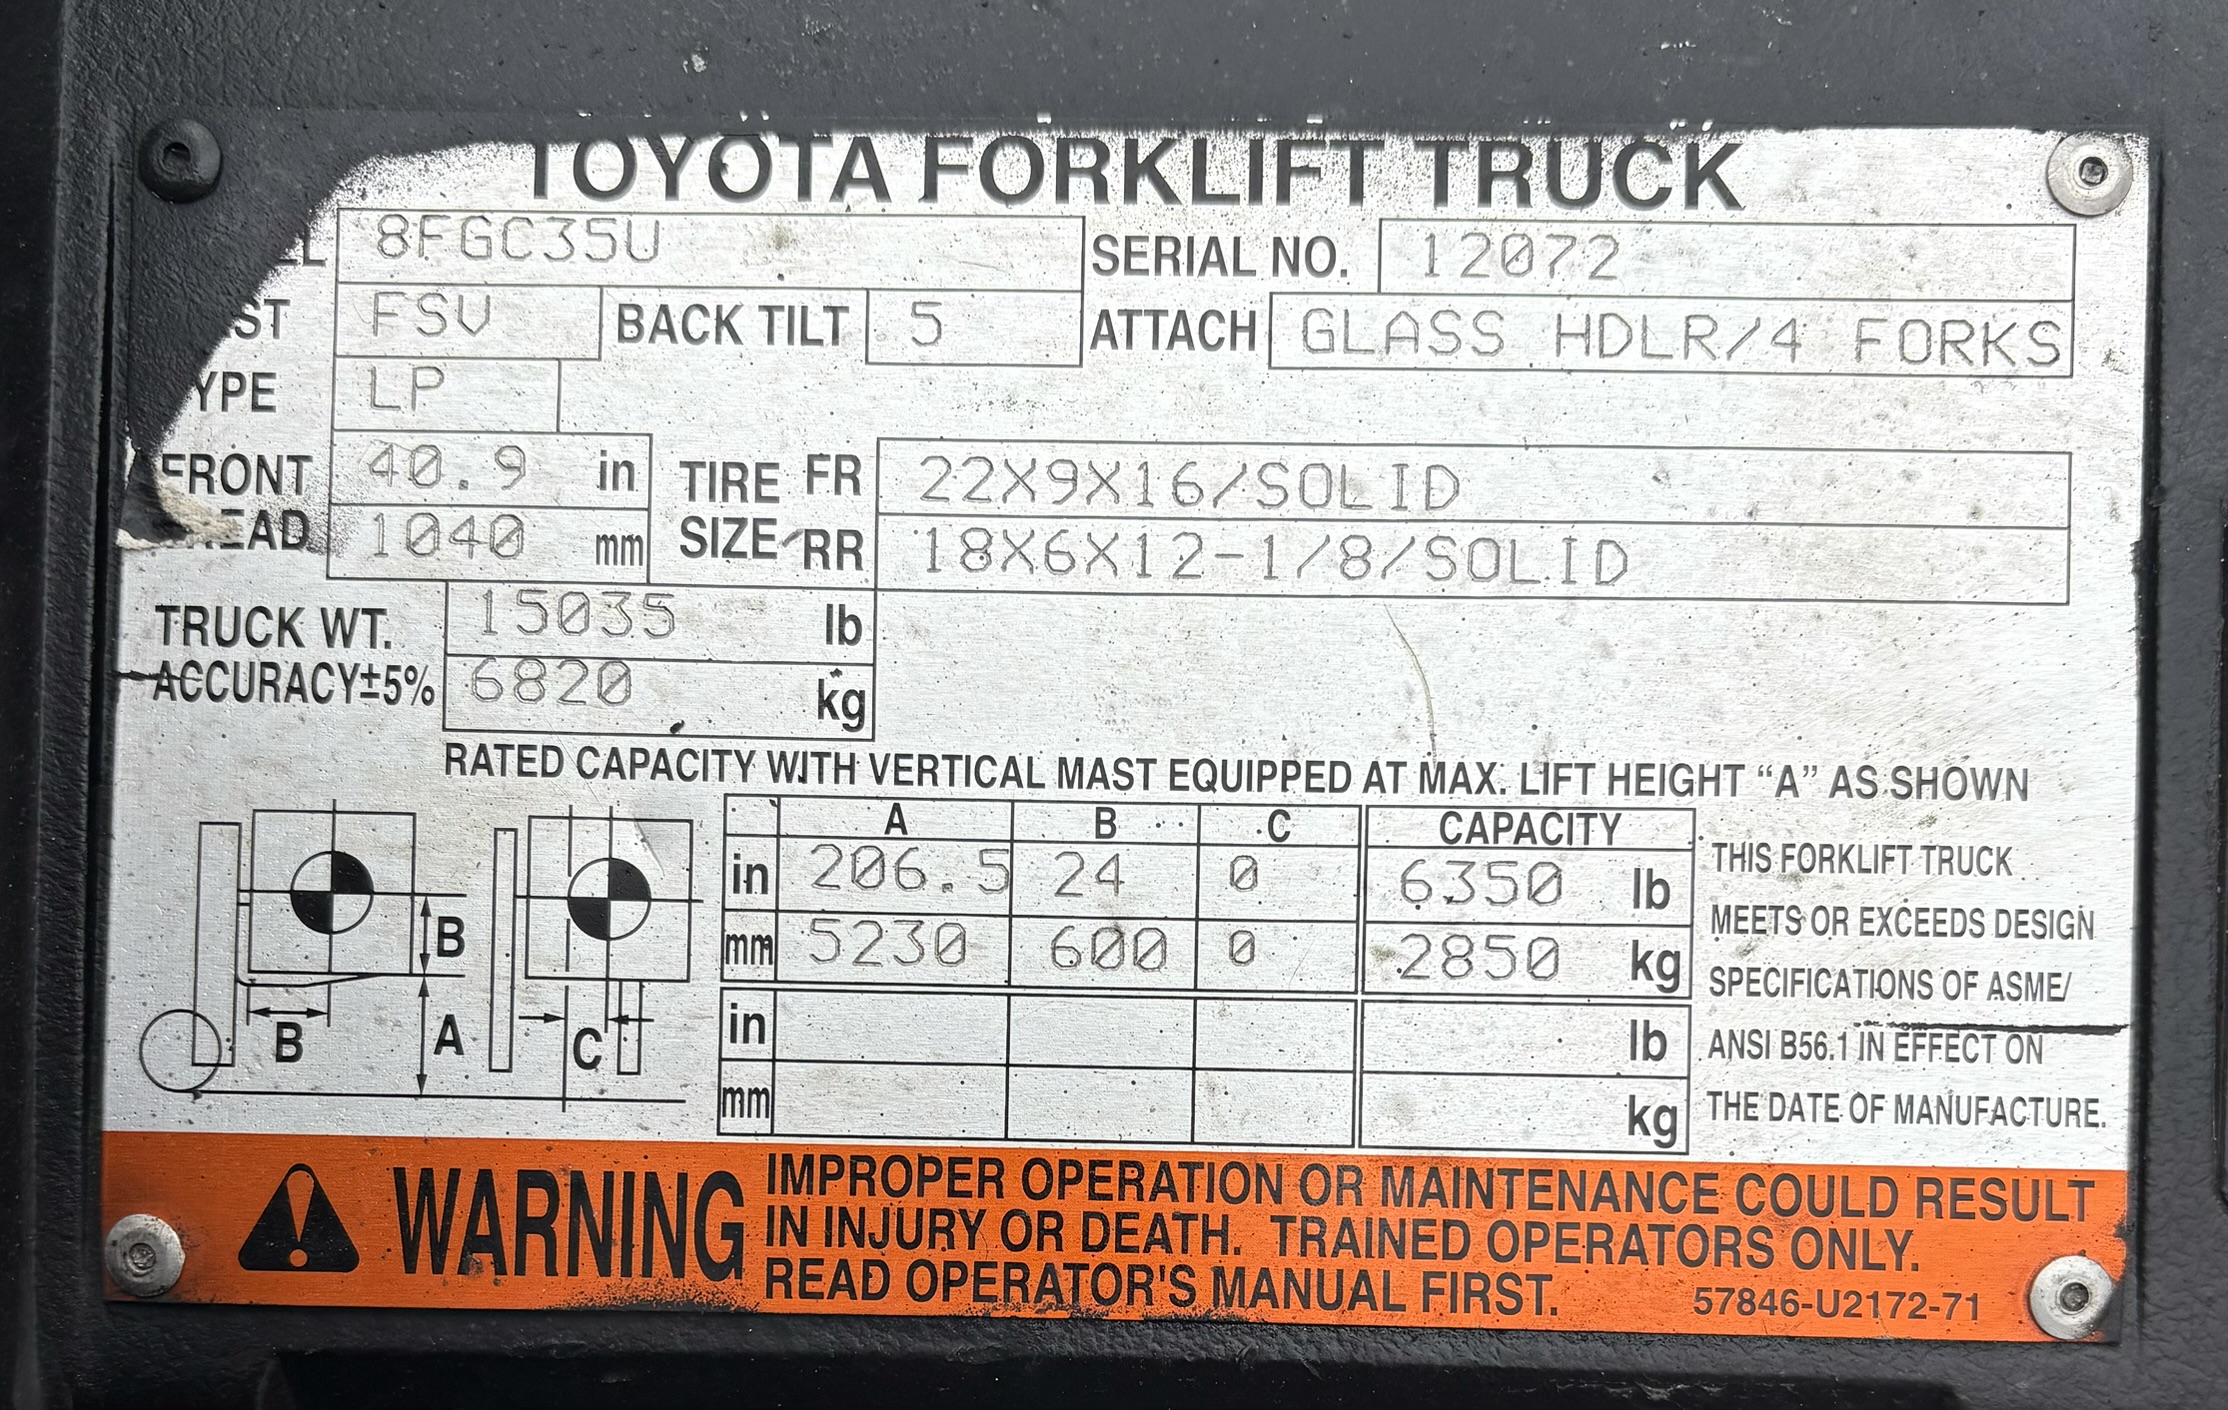 TOYOTA FORKLIFT TRUCK
8FGC35U SERIAL NO. 12072
FSV BACK TILT 5 ATTACH GLASS HDLR/4 FORKS
LP
FRONT 40.9 in TIRE FR 22X9X16/SOLID
1040 mm SIZE RR 18X6X12-1/8/SOLID
TRUCK WT. 15035 lb
ACCURACY±5% 6820 kg
RATED CAPACITY WITH VERTICAL MAST EQUIPPED AT MAX. LIFT HEIGHT “A” AS SHOWN
A B C CAPACITY
in 206.5 24 0 6350 lb
mm 5230 600 0 2850 kg
in lb
mm kg
B
B
A
C
THIS FORKLIFT TRUCK
MEETS OR EXCEEDS DESIGN
SPECIFICATIONS OF ASME/
ANSI B56.1 IN EFFECT ON
THE DATE OF MANUFACTURE.
WARNING
IMPROPER OPERATION OR MAINTENANCE COULD RESULT
IN INJURY OR DEATH. TRAINED OPERATORS ONLY.
READ OPERATOR'S MANUAL FIRST.
57846-U2172-71